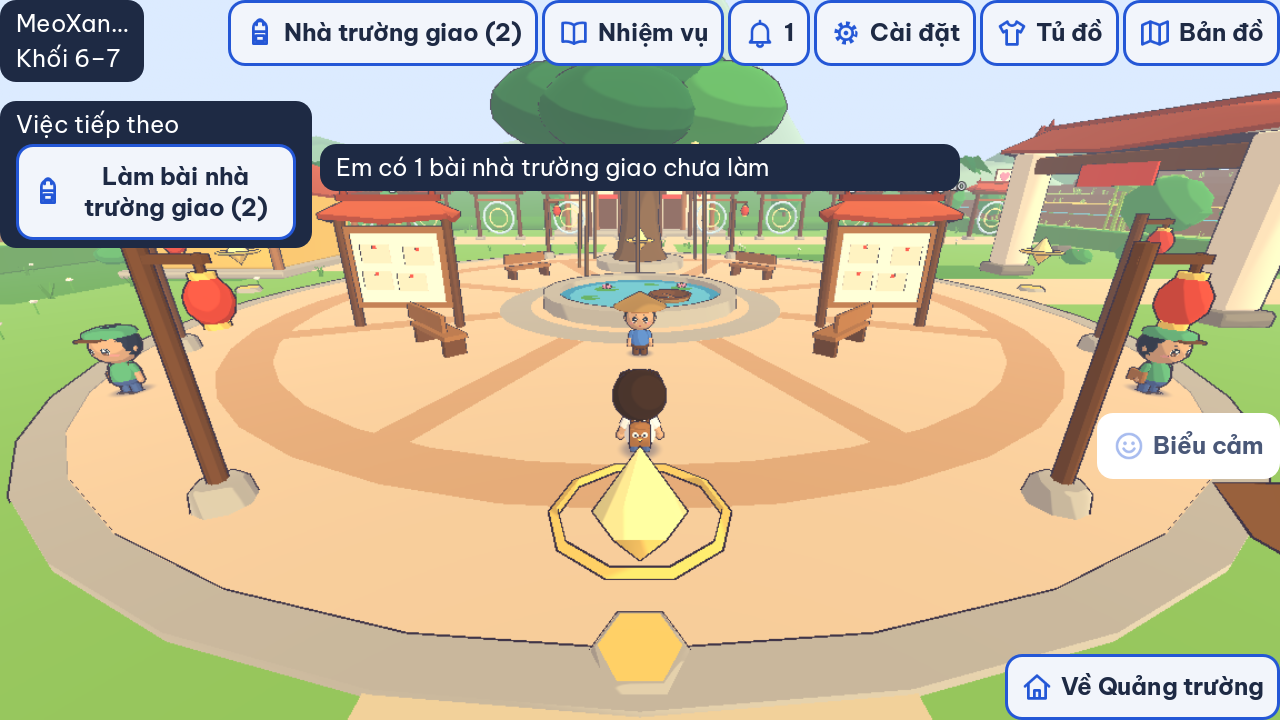 MeoXan...
Khối 6–7
Nhà trường giao (2)
Nhiệm vụ
1
Cài đặt
Tủ đồ
Bản đồ
Việc tiếp theo
Làm bài nhà
trường giao (2)
Em có 1 bài nhà trường giao chưa làm
Biểu cảm
Về Quảng trường